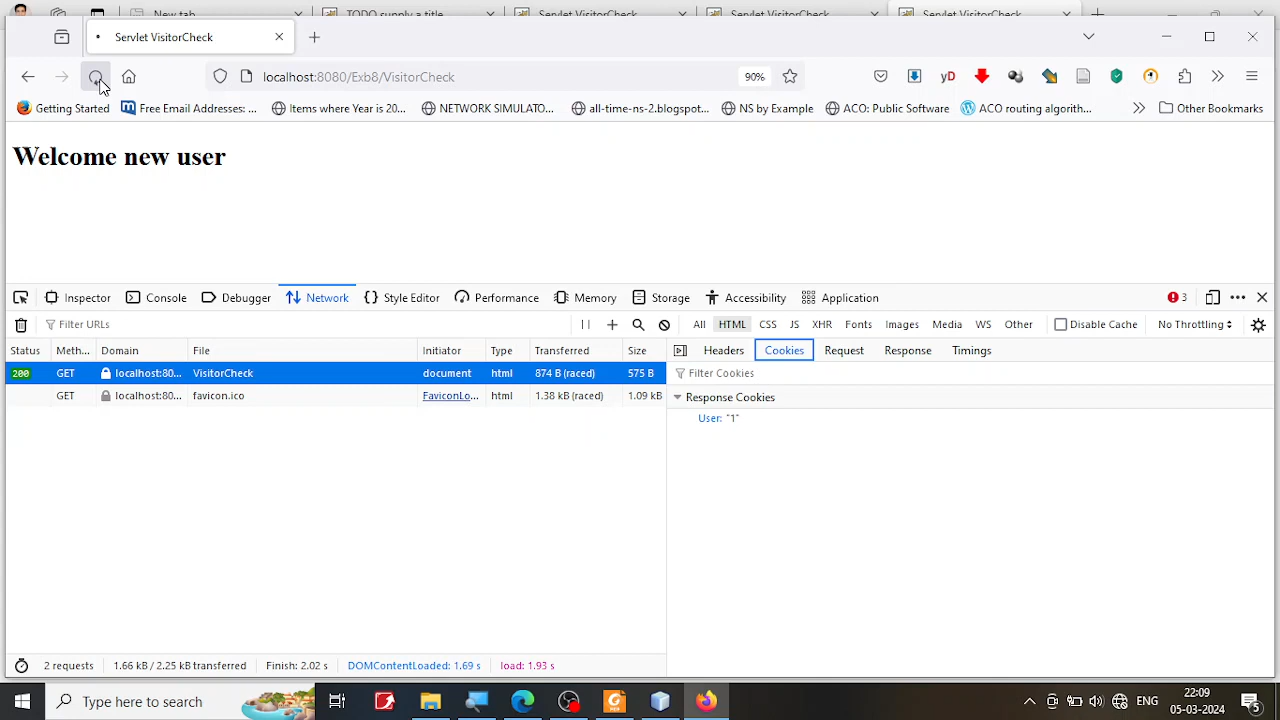 New tab
TODO supply a title
Servlet VisitorCheck
Servlet VisitorCheck
Servlet VisitorCheck
Servlet VisitorCheck
localhost:8080/Exb8/VisitorCheck
90%
yD
Getting Started
Free Email Addresses: ...
Items where Year is 20...
NETWORK SIMULATO...
all-time-ns-2.blogspot...
NS by Example
ACO: Public Software
ACO routing algorith...
Other Bookmarks
Welcome new user
Inspector
Console
Debugger
Network
Style Editor
Performance
Memory
Storage
Accessibility
Application
3
Filter URLs
All
HTML
CSS
JS
XHR
Fonts
Images
Media
WS
Other
Disable Cache
No Throttling
Status Meth... Domain File Initiator Type Transferred Size
200 GET localhost:80... VisitorCheck document html 874 B (raced) 575 B
GET localhost:80... favicon.ico FaviconLo... html 1.38 kB (raced) 1.09 kB
Headers
Cookies
Request
Response
Timings
Filter Cookies
Response Cookies
User: "1"
2 requests
1.66 kB / 2.25 kB transferred
Finish: 2.02 s
DOMContentLoaded: 1.69 s
load: 1.93 s
Type here to search
ENG
22:09
05-03-2024
5